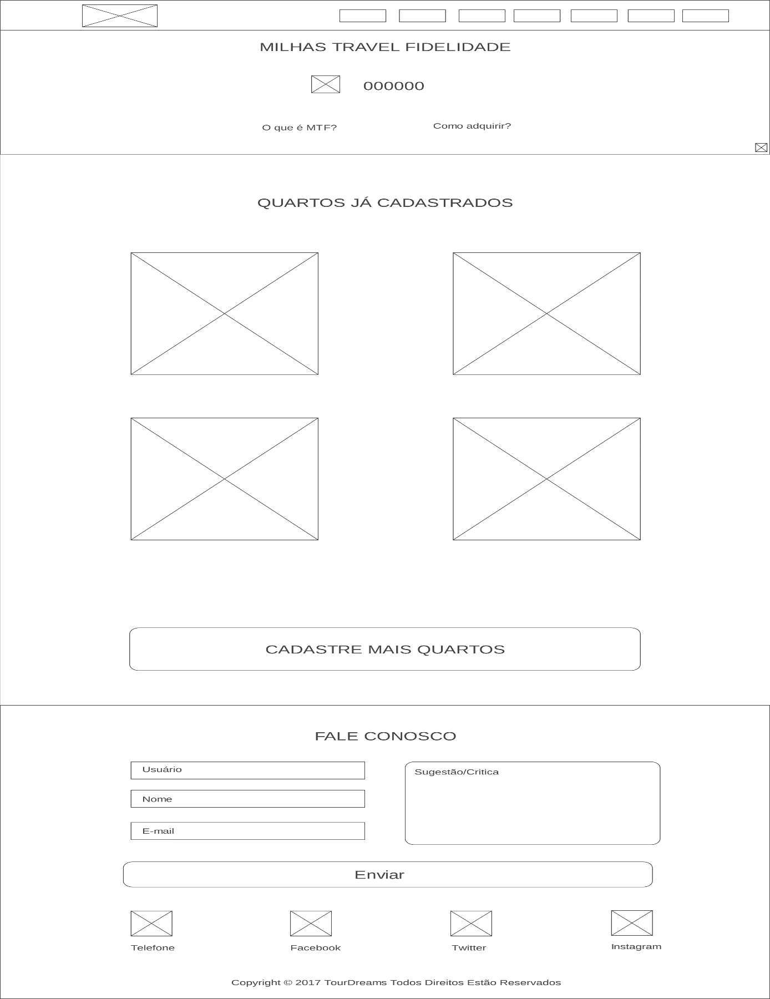 MILHAS TRAVEL FIDELIDADE
000000
O que é MTF?
Como adquirir?
QUARTOS JÁ CADASTRADOS
CADASTRE MAIS QUARTOS
FALE CONOSCO
Usuário
Sugestão/Critica
Nome
E-mail
Enviar
Telefone
Facebook
Twitter
Instagram
Copyright © 2017 TourDreams Todos Direitos Estão Reservados